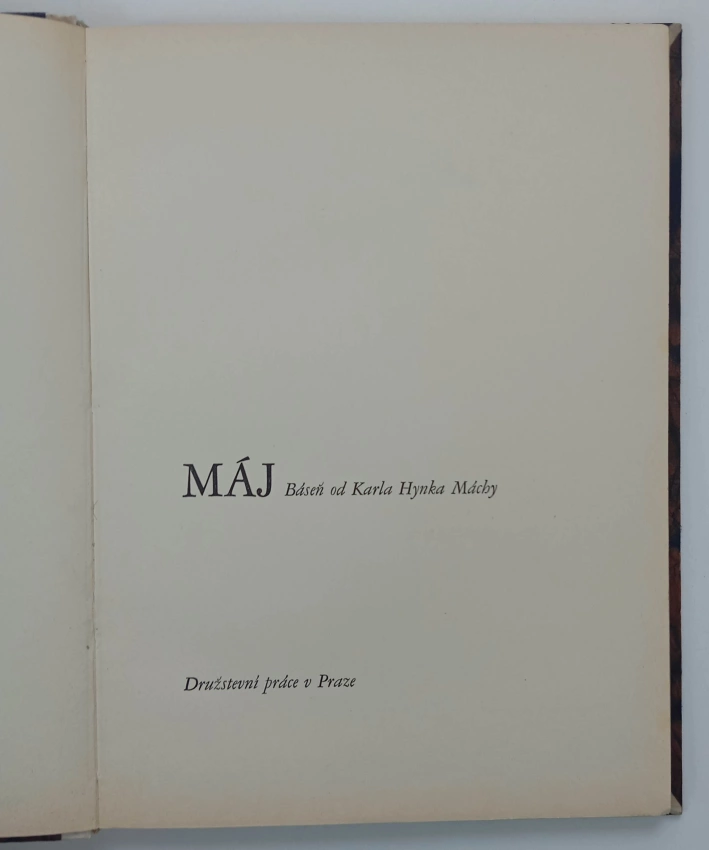 MÁJ Báseň od Karla Hynka Máchy
Družstevní práce v Praze